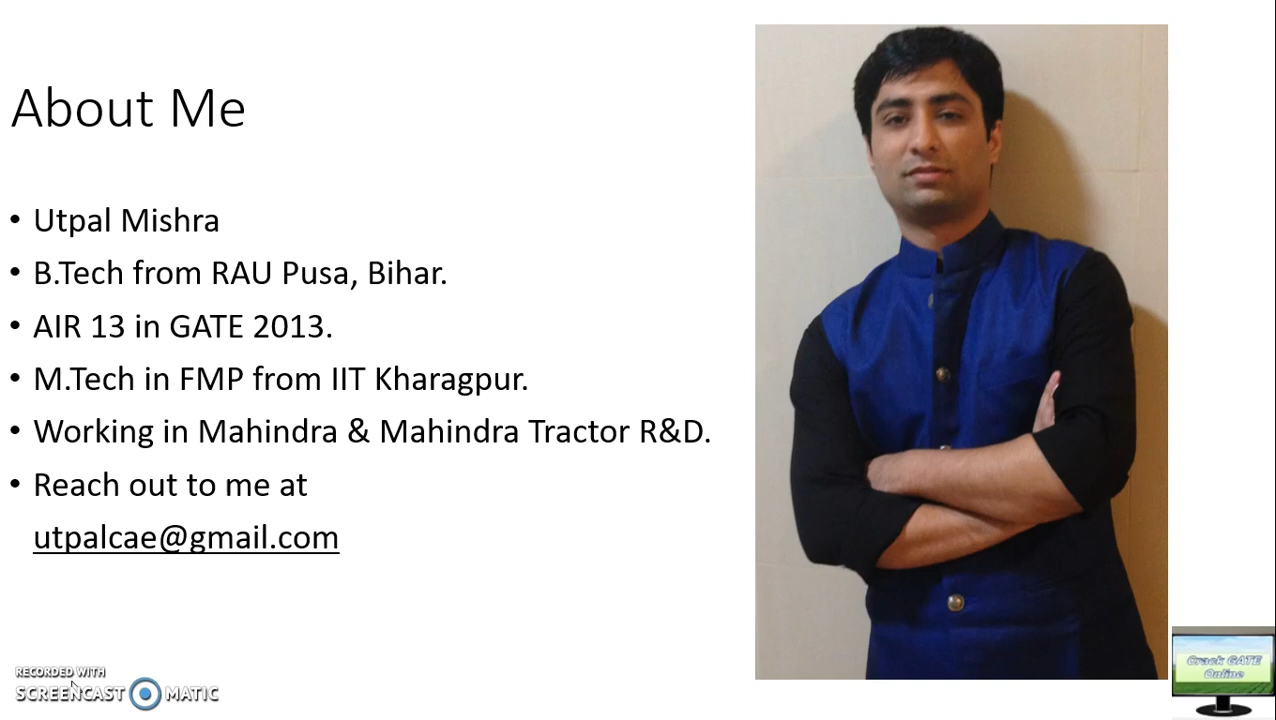 About Me
• Utpal Mishra
• B.Tech from RAU Pusa, Bihar.
• AIR 13 in GATE 2013.
• M.Tech in FMP from IIT Kharagpur.
• Working in Mahindra & Mahindra Tractor R&D.
• Reach out to me at
utpalcae@gmail.com
RECORDED WITH
SCREENCAST MATIC
Crack GATE
Online